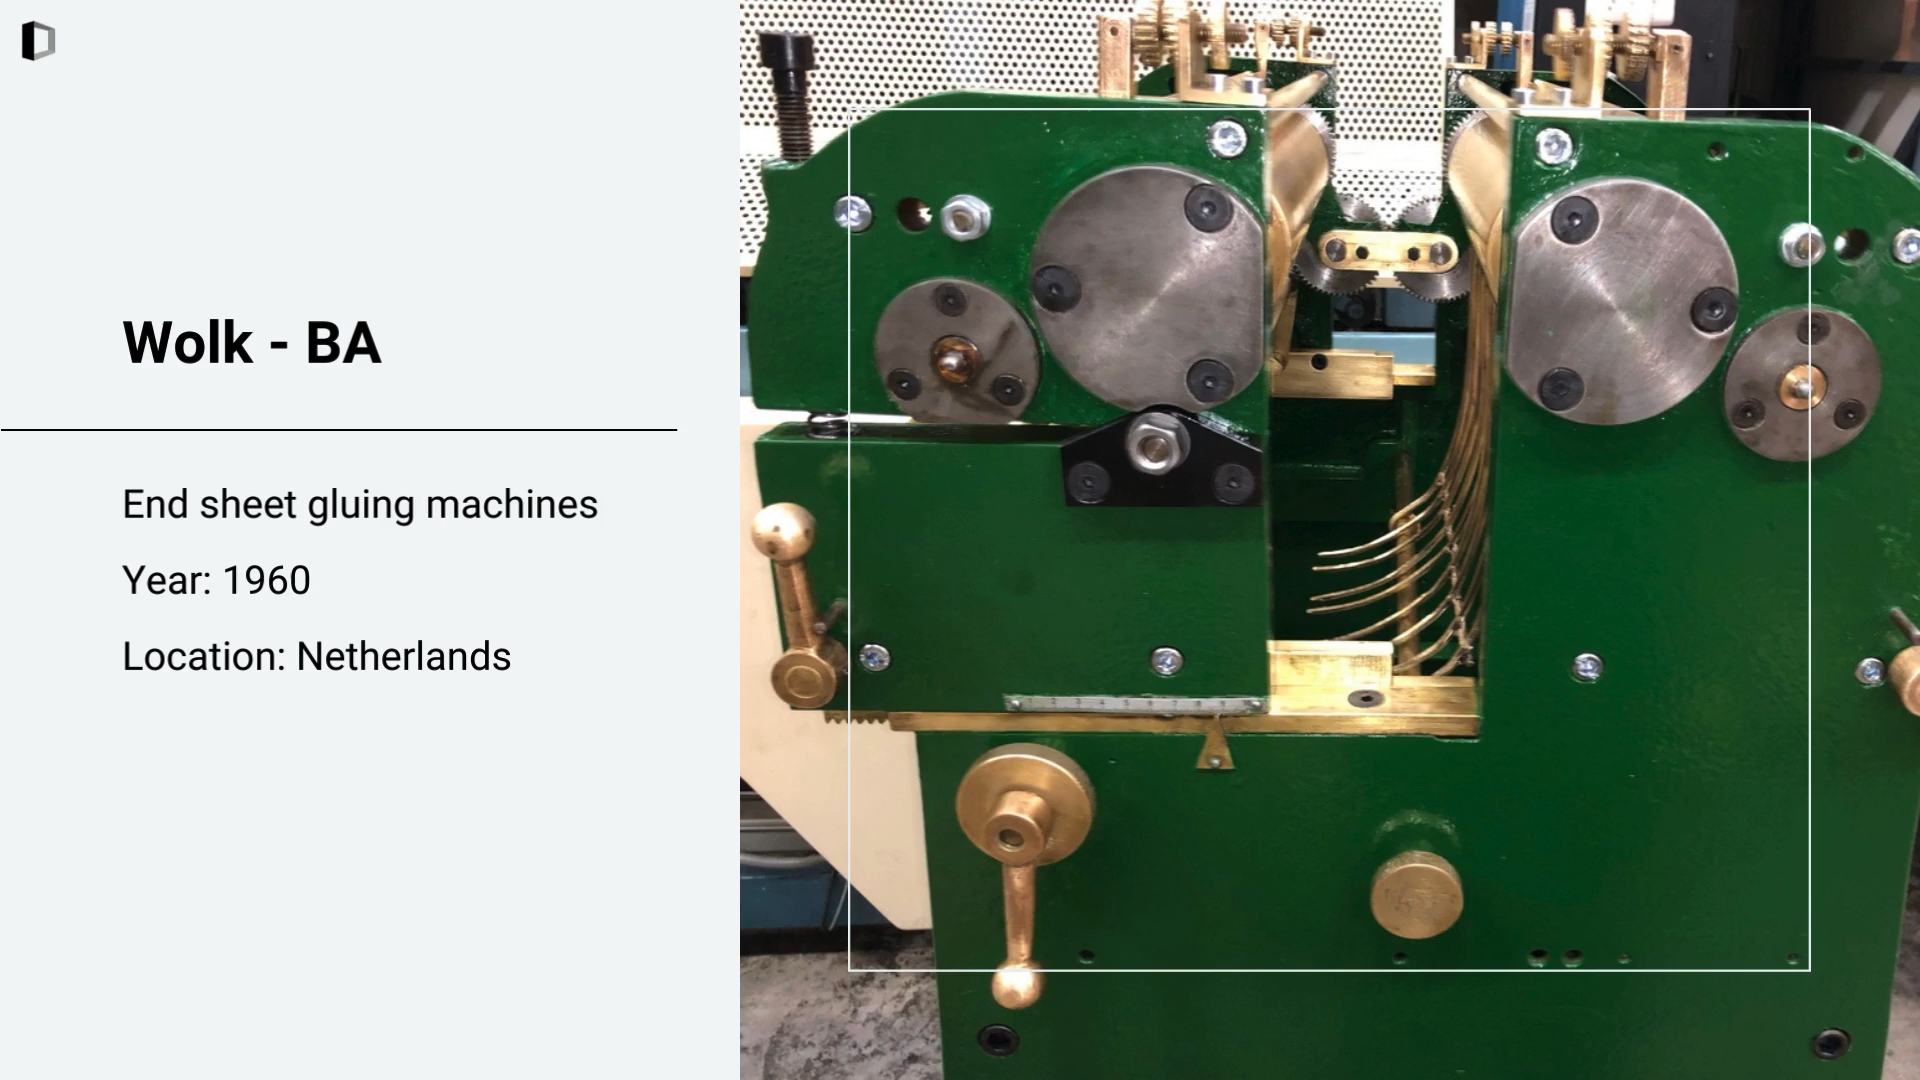 Wolk - BA
End sheet gluing machines
Year: 1960
Location: Netherlands